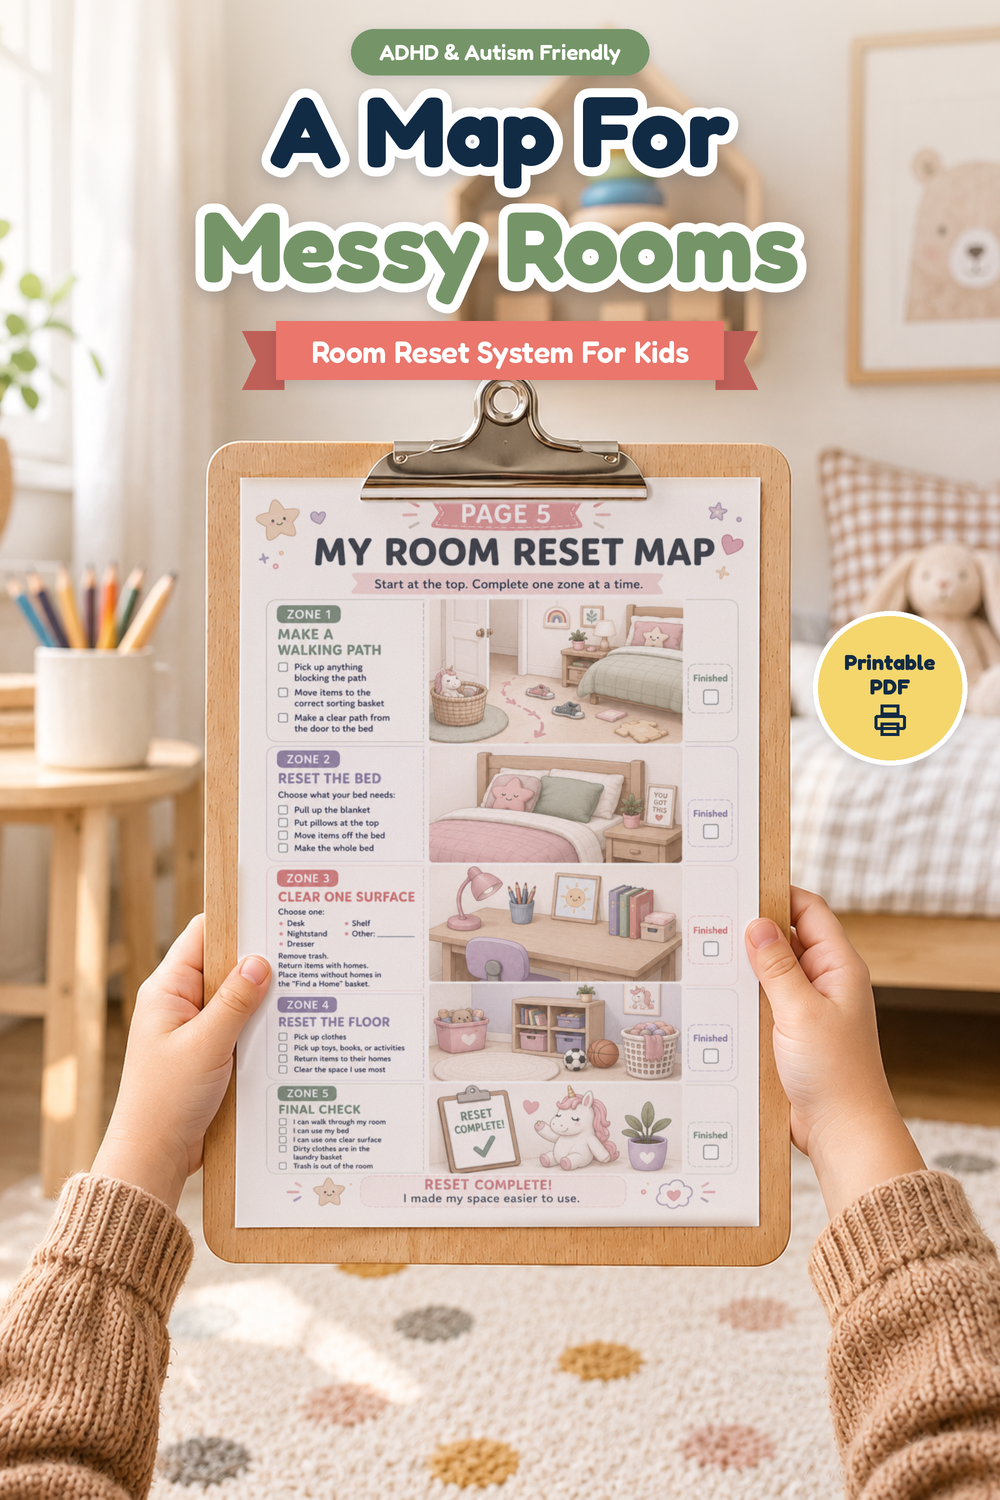 ADHD & Autism Friendly
A Map For
Messy Rooms
Room Reset System For Kids
PAGE 5
MY ROOM RESET MAP
Start at the top. Complete one zone at a time.
ZONE 1
MAKE A
WALKING PATH
Pick up anything
blocking the path
Move items to the
correct sorting basket
Make a clear path from
the door to the bed
Finished
ZONE 2
RESET THE BED
Choose what your bed needs:
Pull up the blanket
Put pillows at the top
Move items off the bed
Make the whole bed
YOU
GOT
THIS
Finished
ZONE 3
CLEAR ONE SURFACE
Choose one:
• Desk
• Shelf
• Nightstand
• Other: ________
• Dresser
Remove trash.
Return items with homes.
Place items without homes in
the "Find a Home" basket.
Finished
ZONE 4
RESET THE FLOOR
Pick up clothes
Pick up toys, books, or activities
Return items to their homes
Clear the space I use most
Finished
ZONE 5
FINAL CHECK
I can walk through my room
I can use my bed
I can use one clear surface
Dirty clothes are in the
laundry basket
Trash is out of the room
RESET
COMPLETE!
Finished
RESET COMPLETE!
I made my space easier to use.
Printable
PDF